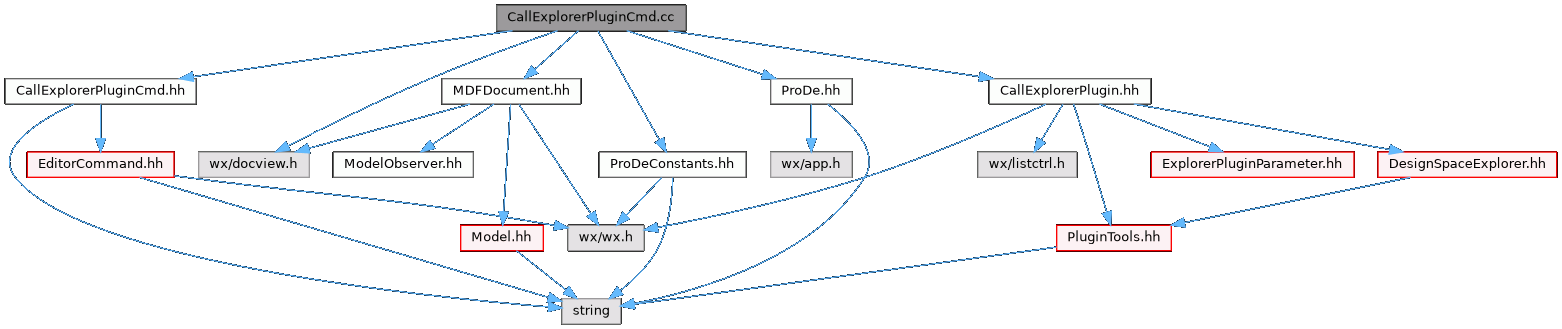 CallExplorerPluginCmd.cc
CallExplorerPluginCmd.hh
MDFDocument.hh
ProDe.hh
CallExplorerPlugin.hh
EditorCommand.hh
wx/docview.h
ModelObserver.hh
ProDeConstants.hh
wx/app.h
wx/listctrl.h
ExplorerPluginParameter.hh
DesignSpaceExplorer.hh
Model.hh
wx/wx.h
PluginTools.hh
string